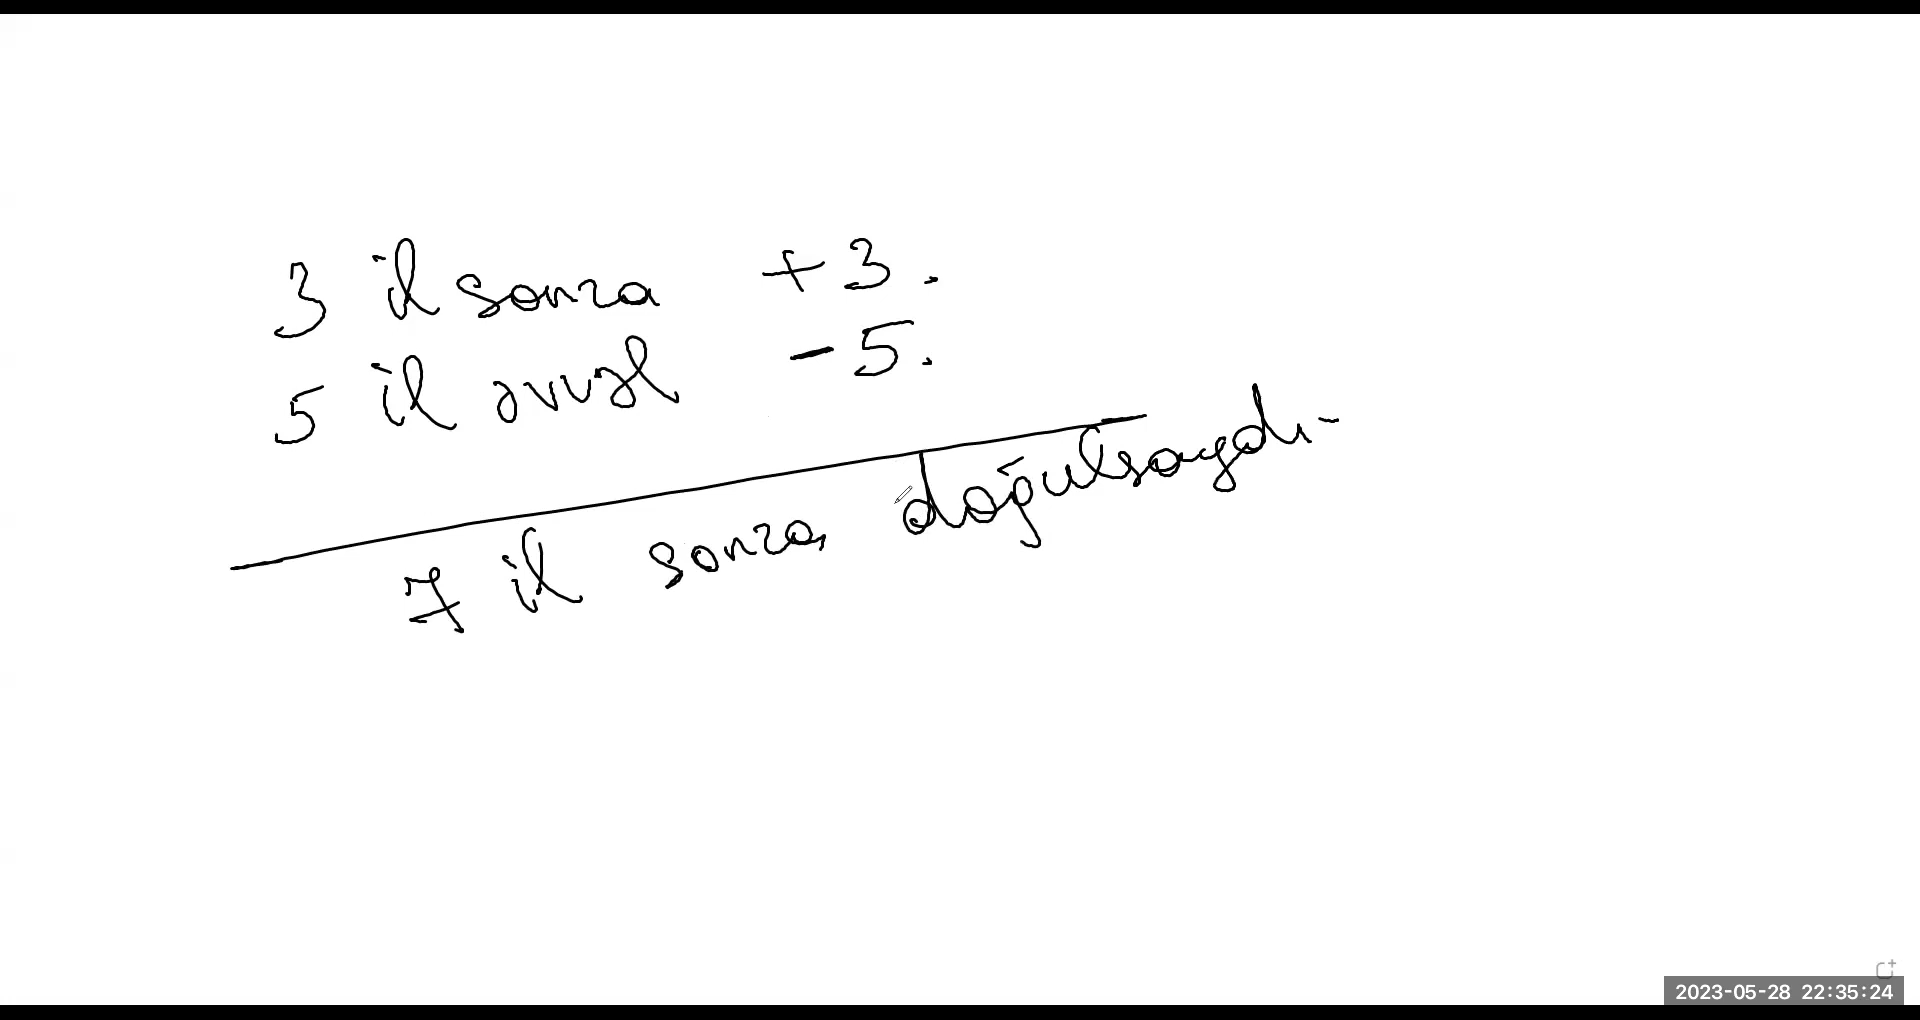 3 il sonra +3.
5 il əvvəl -5.
7 il sonra doğulsaydı-
2023-05-28 22:35:24